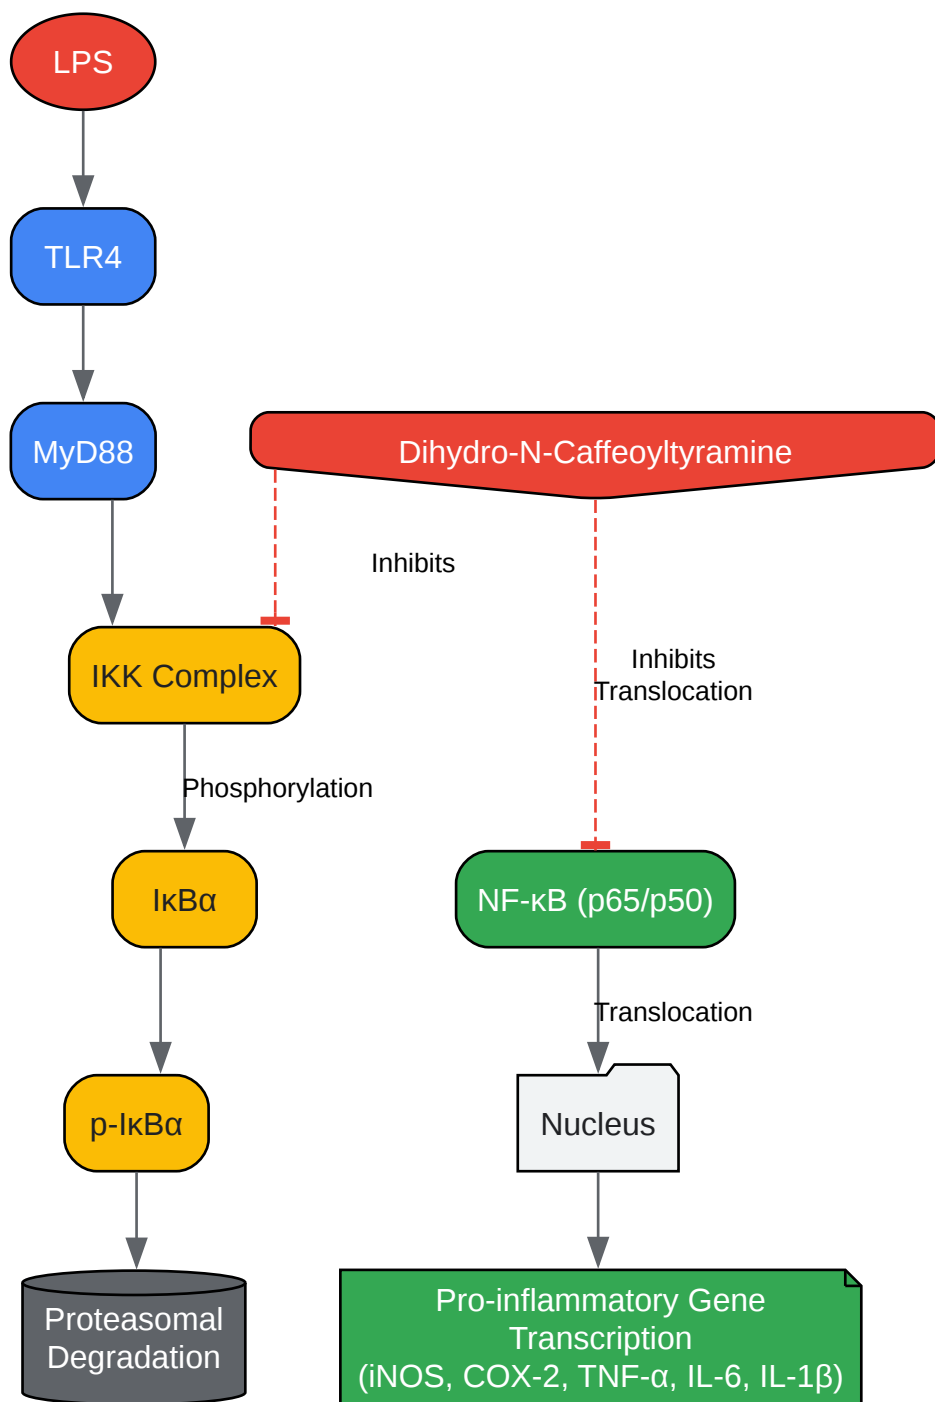 LPS
TLR4
MyD88
Dihydro-N-Caffeoyltyramine
Inhibits
Inhibits
Translocation
IKK Complex
Phosphorylation
IκBα
NF-κB (p65/p50)
Translocation
p-IκBα
Nucleus
Proteasomal
Degradation
Pro-inflammatory Gene
Transcription
(iNOS, COX-2, TNF-α, IL-6, IL-1β)